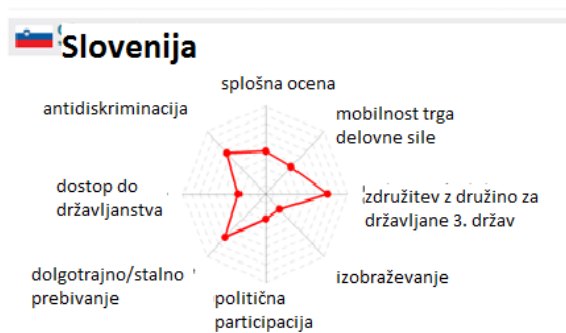 Slovenija
splošna ocena
antidiskriminacija
mobilnost trga
delovne sile
dostop do
državljanstva
združitev z družino za
državljane 3. držav
dolgotrajno/stalno
prebivanje
izobraževanje
politična
participacija